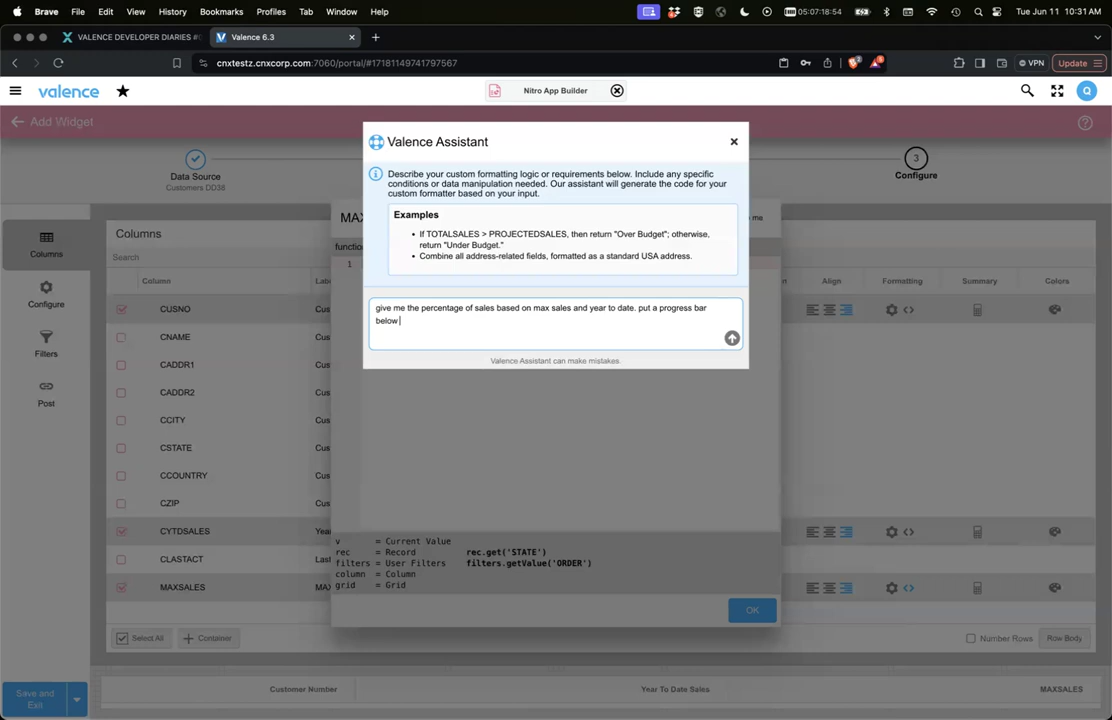 Brave File Edit View History Bookmarks Profiles Tab Window Help 05:07:18:54 Tue Jun 11 10:31 AM
VALENCE DEVELOPER DIARIES Valence 6.3
cnxtestz.cnxcorp.com:7060/portal/#17181149741797567 VPN Update
valence Nitro App Builder Q
Add Widget
Valence Assistant
Data Source
Customers DD36
3
Configure
Describe your custom formatting logic or requirements below. Include any specific
conditions or data manipulation needed. Our assistant will generate the code for your
custom formatter based on your input.
Examples
• If TOTALSALES > PROJECTEDSALES, then return "Over Budget"; otherwise,
return "Under Budget."
• Combine all address-related fields, formatted as a standard USA address.
give me the percentage of sales based on max sales and year to date. put a progress bar
below
Valence Assistant can make mistakes.
Columns
Configure
Filters
Post
Columns
Search
Column Align Formatting Summary Colors
CUSNO
CNAME
CADDR1
CADDR2
CCITY
CSTATE
CCOUNTRY
CZIP
CYTDSALES
CLASTACT
MAXSALES
1
v = Current Value
rec = Record rec.get('STATE')
filters = User Filters filters.getValue('ORDER')
column = Column
grid = Grid
OK
Select All Container Number Rows Row Body
Save and
Exit
Customer Number Year To Date Sales MAXSALES